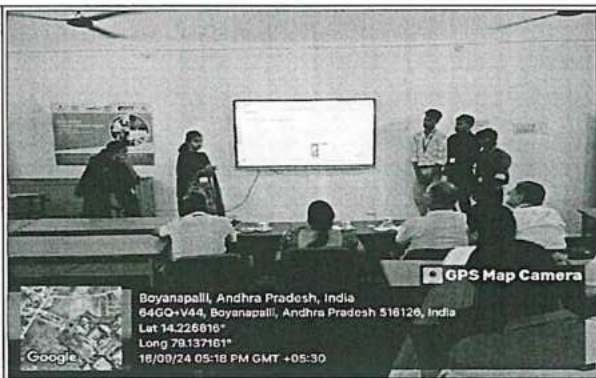 GPS Map Camera
Boyanapalli, Andhra Pradesh, India
64GQ+V44, Boyanapalli, Andhra Pradesh 516126, India
Lat 14.226816°
Long 79.137161°
16/09/24 05:18 PM GMT +05:30
Google